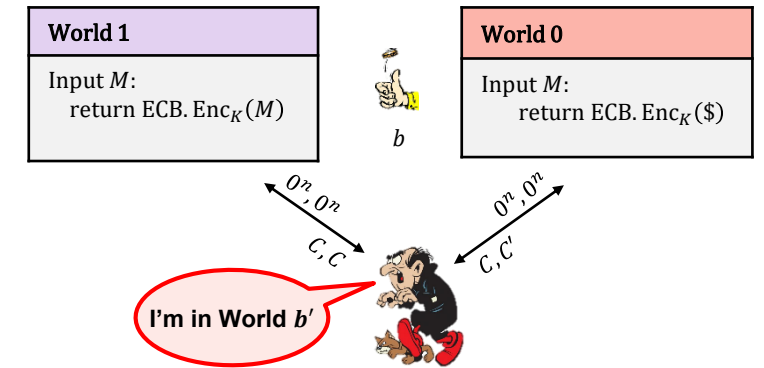 World 1
Input M:
return ECB. Enc_K(M)
b
World 0
Input M:
return ECB. Enc_K($)
0^n, 0^n
C, C
0^n, 0^n
C, C′
I'm in World b′